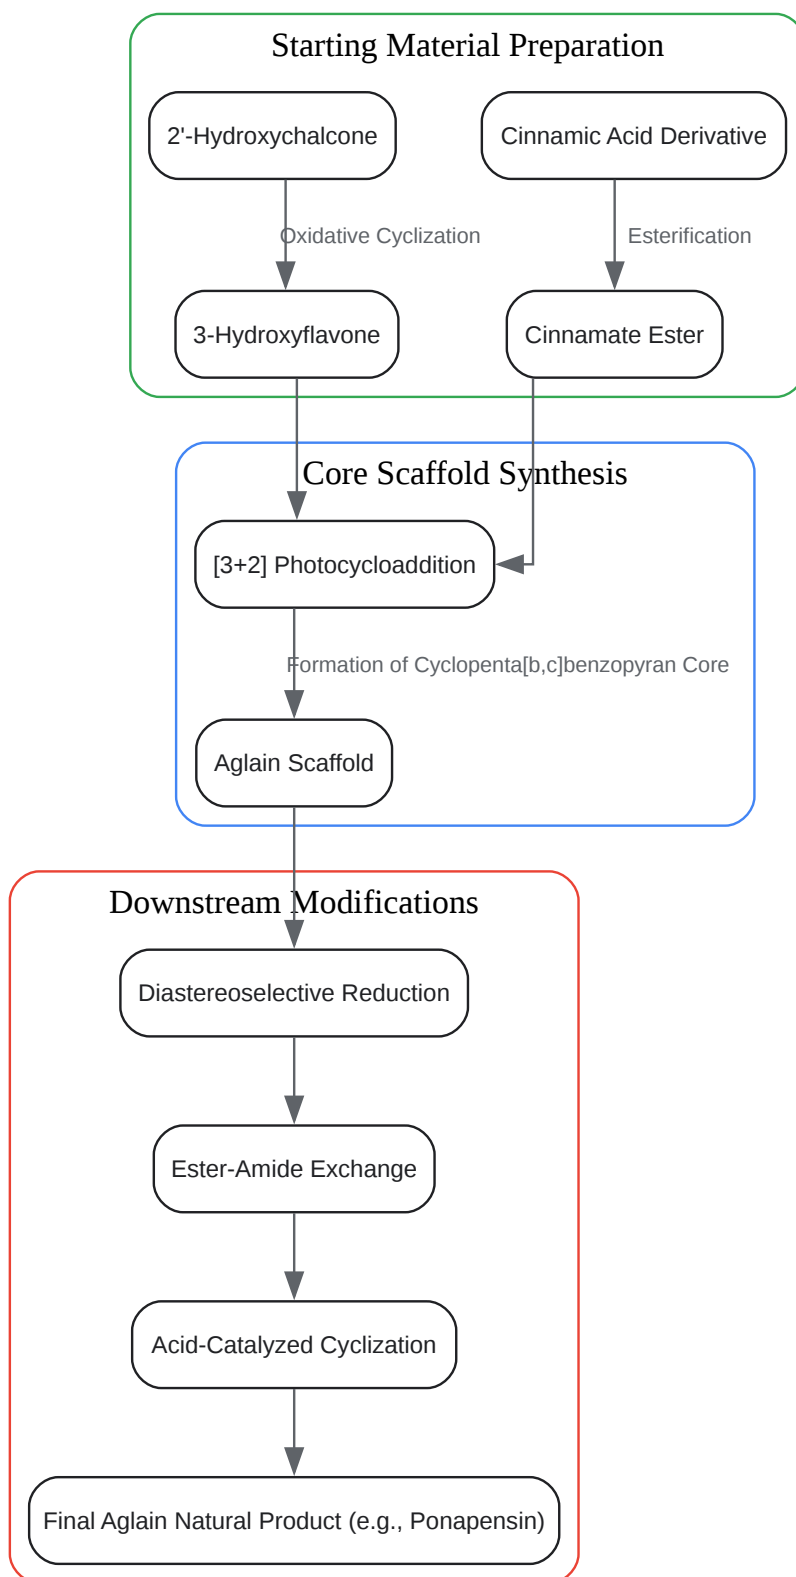 Starting Material Preparation
2'-Hydroxychalcone
Cinnamic Acid Derivative
Oxidative Cyclization
Esterification
3-Hydroxyflavone
Cinnamate Ester
Core Scaffold Synthesis
[3+2] Photocycloaddition
Formation of Cyclopenta[b,c]benzopyran Core
Aglain Scaffold
Downstream Modifications
Diastereoselective Reduction
Ester-Amide Exchange
Acid-Catalyzed Cyclization
Final Aglain Natural Product (e.g., Ponapensin)